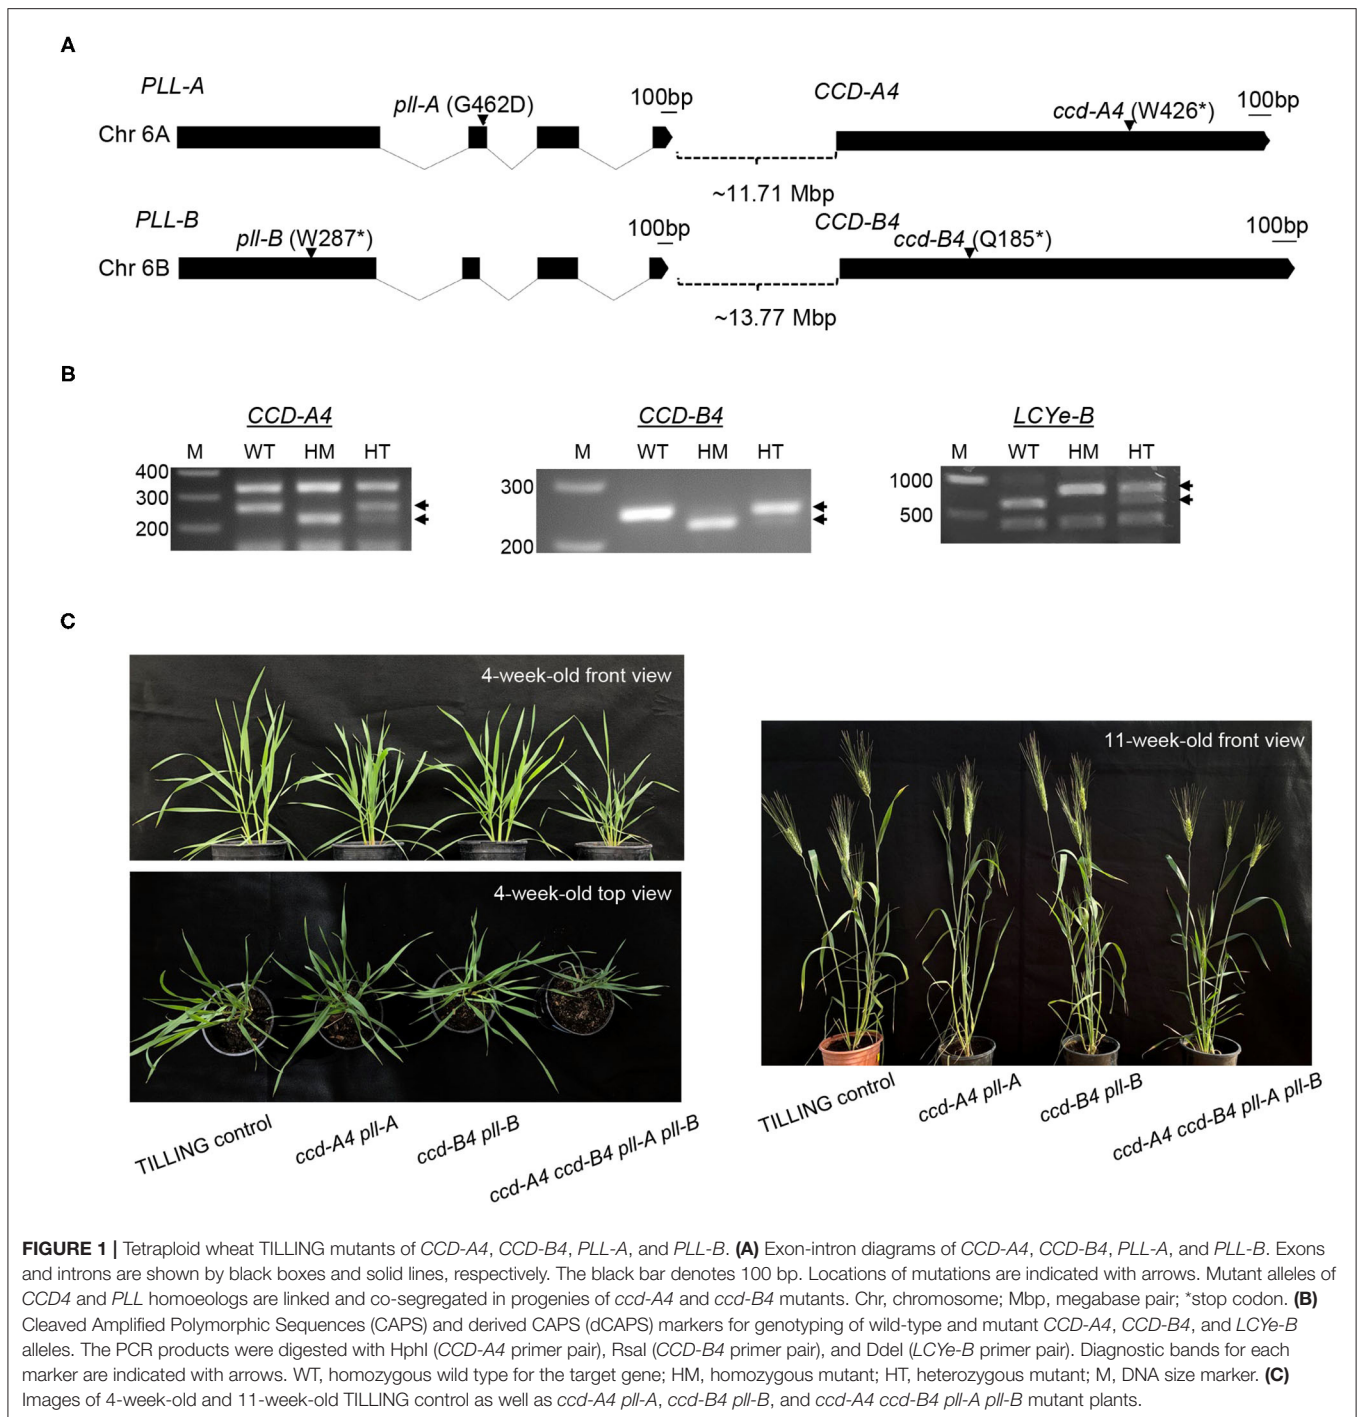 A
PLL-A
pll-A (G462D)
100bp
CCD-A4
ccd-A4 (W426*)
100bp
Chr 6A
~11.71 Mbp
PLL-B
pll-B (W287*)
100bp
CCD-B4
ccd-B4 (Q185*)
100bp
Chr 6B
~13.77 Mbp
B
CCD-A4
M WT HM HT
400
300
200
CCD-B4
M WT HM HT
300
200
LCYe-B
M WT HM HT
1000
500
C
4-week-old front view
4-week-old top view
TILLING control
ccd-A4 pll-A
ccd-B4 pll-B
ccd-A4 ccd-B4 pll-A pll-B
11-week-old front view
TILLING control
ccd-A4 pll-A
ccd-B4 pll-B
ccd-A4 ccd-B4 pll-A pll-B
FIGURE 1 | Tetraploid wheat TILLING mutants of CCD-A4, CCD-B4, PLL-A, and PLL-B. (A) Exon-intron diagrams of CCD-A4, CCD-B4, PLL-A, and PLL-B. Exons
and introns are shown by black boxes and solid lines, respectively. The black bar denotes 100 bp. Locations of mutations are indicated with arrows. Mutant alleles of
CCD4 and PLL homoeologs are linked and co-segregated in progenies of ccd-A4 and ccd-B4 mutants. Chr, chromosome; Mbp, megabase pair; *stop codon. (B)
Cleaved Amplified Polymorphic Sequences (CAPS) and derived CAPS (dCAPS) markers for genotyping of wild-type and mutant CCD-A4, CCD-B4, and LCYe-B
alleles. The PCR products were digested with HphI (CCD-A4 primer pair), RsaI (CCD-B4 primer pair), and DdeI (LCYe-B primer pair). Diagnostic bands for each
marker are indicated with arrows. WT, homozygous wild type for the target gene; HM, homozygous mutant; HT, heterozygous mutant; M, DNA size marker. (C)
Images of 4-week-old and 11-week-old TILLING control as well as ccd-A4 pll-A, ccd-B4 pll-B, and ccd-A4 ccd-B4 pll-A pll-B mutant plants.